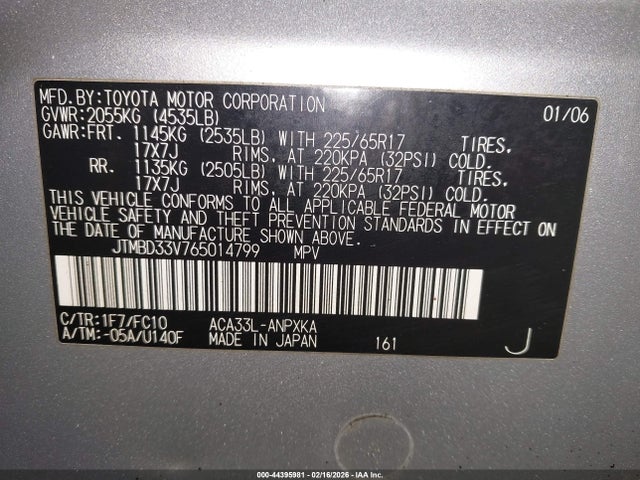 MFD.BY:TOYOTA MOTOR CORPORATION 01/06
GVWR:2055KG (4535LB)
GAWR:FRT. 1145KG (2535LB) WITH 225/65R17 TIRES,
17X7J RIMS, AT 220KPA (32PSI) COLD.
RR. 1135KG (2505LB) WITH 225/65R17 TIRES,
17X7J RIMS, AT 220KPA (32PSI) COLD.
THIS VEHICLE CONFORMS TO ALL APPLICABLE FEDERAL MOTOR
VEHICLE SAFETY AND THEFT PREVENTION STANDARDS IN EFFECT ON
THE DATE OF MANUFACTURE SHOWN ABOVE.
JTMBD33V765014799 MPV
C/TR:1F7/FC10 ACA33L-ANPXKA
A/TM:-05A/U140F MADE IN JAPAN 161 J
000-44395981 - 02/16/2026 - IAA Inc.